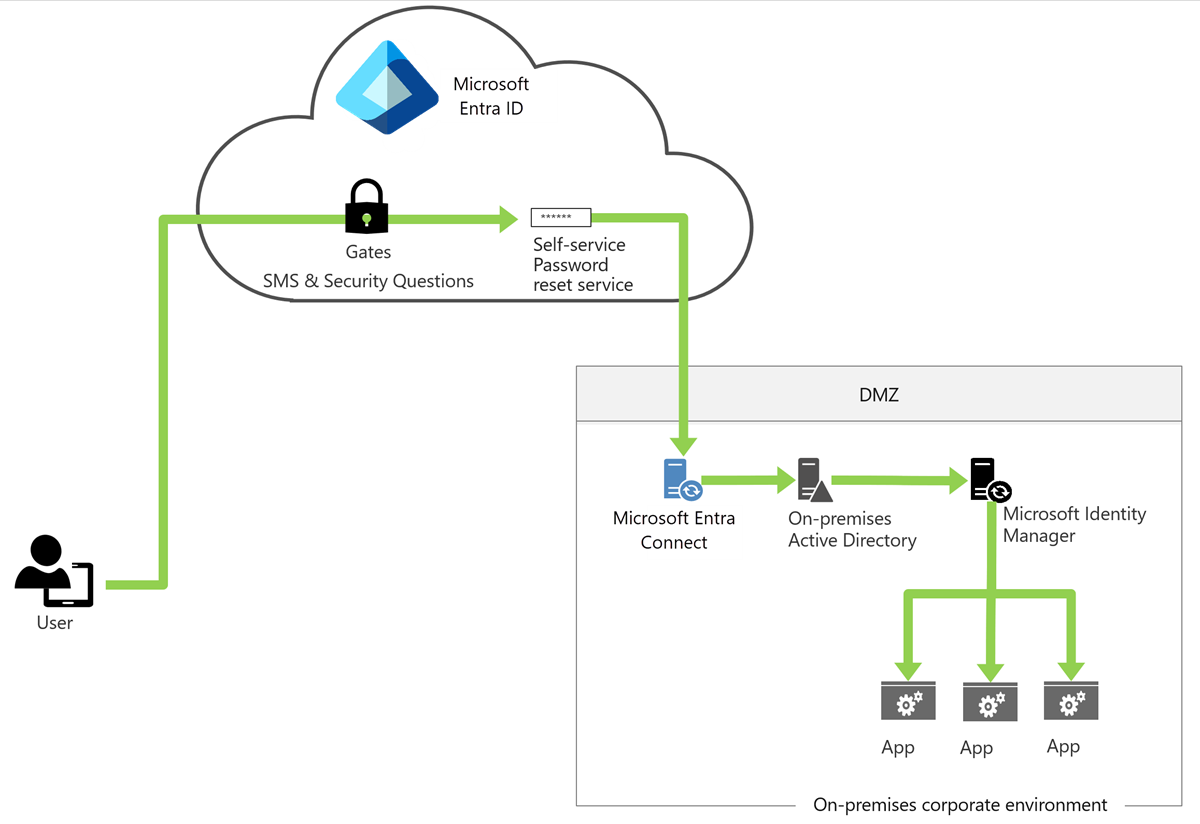 Microsoft
Entra ID
******
Gates
SMS & Security Questions
Self-service
Password
reset service
DMZ
Microsoft Entra
Connect
On-premises
Active Directory
Microsoft Identity
Manager
User
App
App
App
On-premises corporate environment